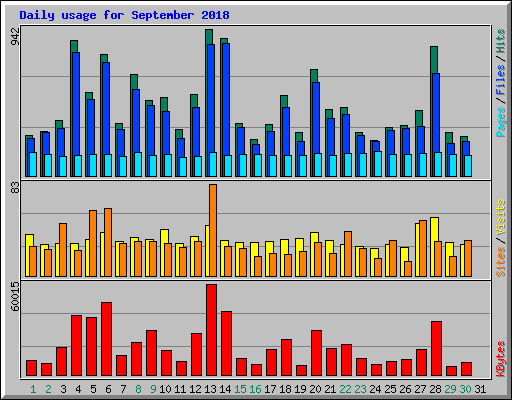 Daily usage for September 2018
942
Pages/Files/Hits
83
Sites/Visits
60015
KBytes
1 2 3 4 5 6 7 8 9 10 11 12 13 14 15 16 17 18 19 20 21 22 23 24 25 26 27 28 29 30 31